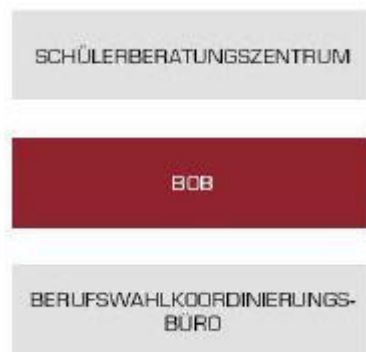 SCHÜLERBERATUNGSZENTRUM
BOB
BERUFSWAHLKOORDINIERUNGS-
BÜRO